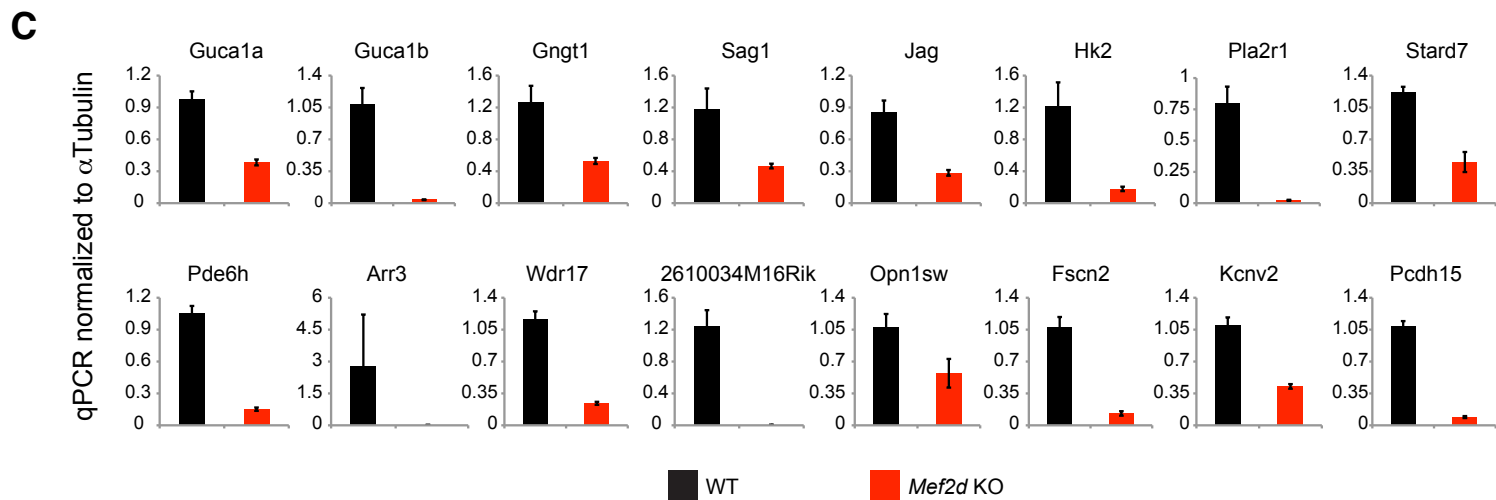 C
qPCR normalized to αTubulin
Guca1a Guca1b Gngt1 Sag1 Jag Hk2 Pla2r1 Stard7
1.2 1.4 1.6 1.6 1.2 1.6 1 1.4
0.9 1.05 1.2 1.2 0.9 1.2 0.75 1.05
0.6 0.7 0.8 0.8 0.6 0.8 0.5 0.7
0.3 0.35 0.4 0.4 0.3 0.4 0.25 0.35
0 0 0 0 0 0 0 0
Pde6h Arr3 Wdr17 2610034M16Rik Opn1sw Fscn2 Kcnv2 Pcdh15
1.2 6 1.4 1.6 1.4 1.4 1.4 1.4
0.9 4.5 1.05 1.2 1.05 1.05 1.05 1.05
0.6 3 0.7 0.8 0.7 0.7 0.7 0.7
0.3 1.5 0.35 0.4 0.35 0.35 0.35 0.35
0 0 0 0 0 0 0 0
WT Mef2d KO